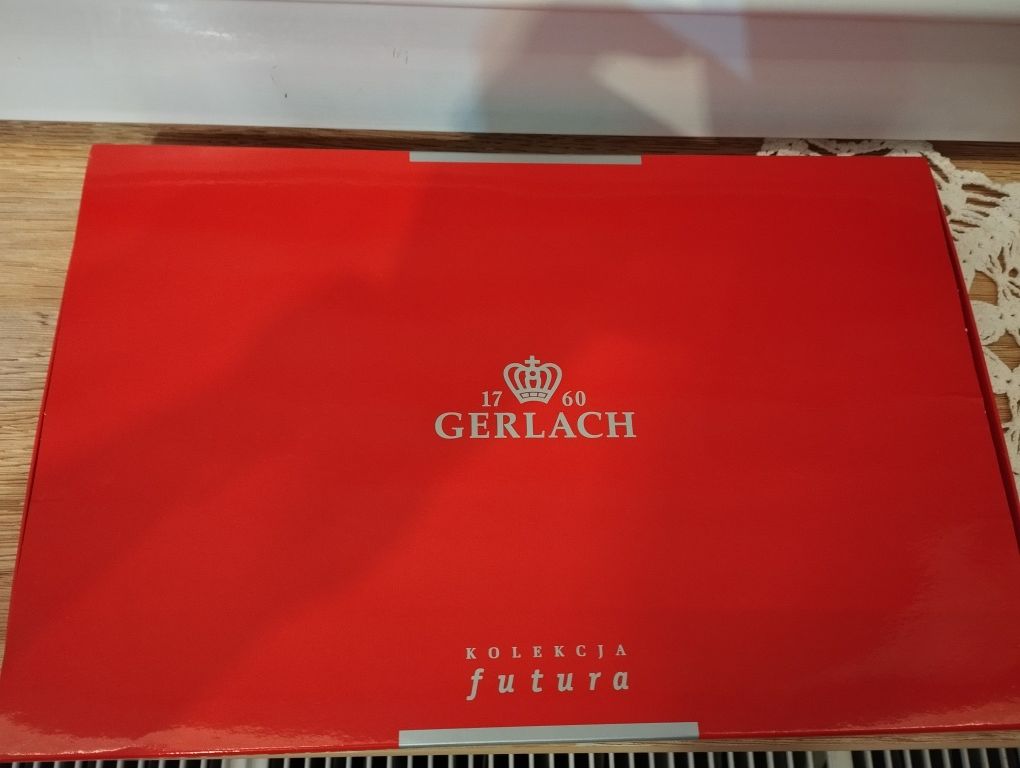 17 60
GERLACH
KOLEKCJA
futura